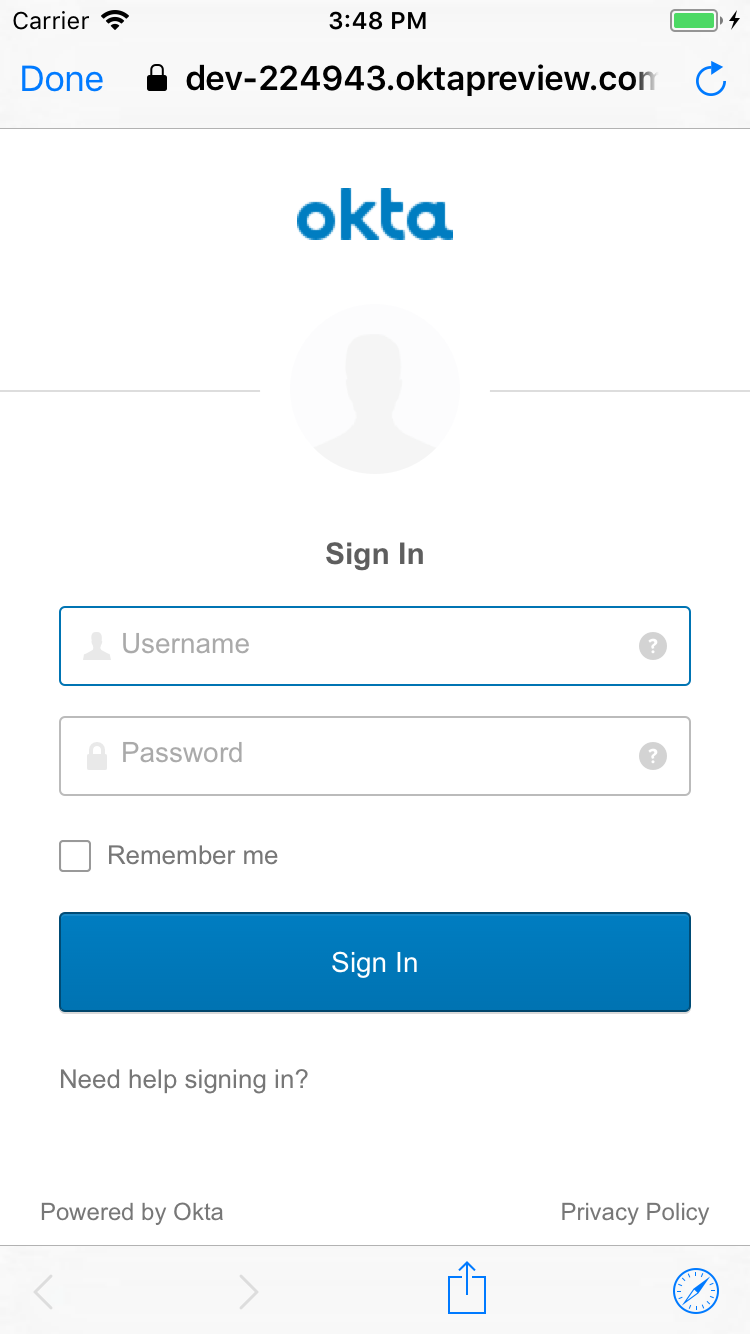 Carrier 3:48 PM
Done dev-224943.oktapreview.com
okta
Sign In
Username ?
Password ?
Remember me
Sign In
Need help signing in?
Powered by Okta Privacy Policy